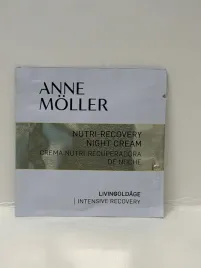 ANNE
MÖLLER
NUTRI-RECOVERY
NIGHT CREAM
CREMA NUTRI-RECUPERADORA
DE NOCHE
LIVINGOLDÂGE
| INTENSIVE RECOVERY